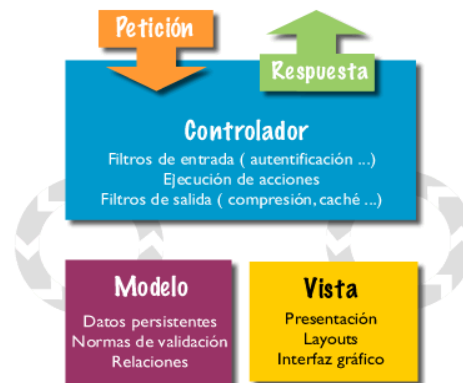 Petición
Respuesta
Controlador
Filtros de entrada ( autentificación ...)
Ejecución de acciones
Filtros de salida ( compresión, caché ...)
Modelo
Datos persistentes
Normas de validación
Relaciones
Vista
Presentación
Layouts
Interfaz gráfico